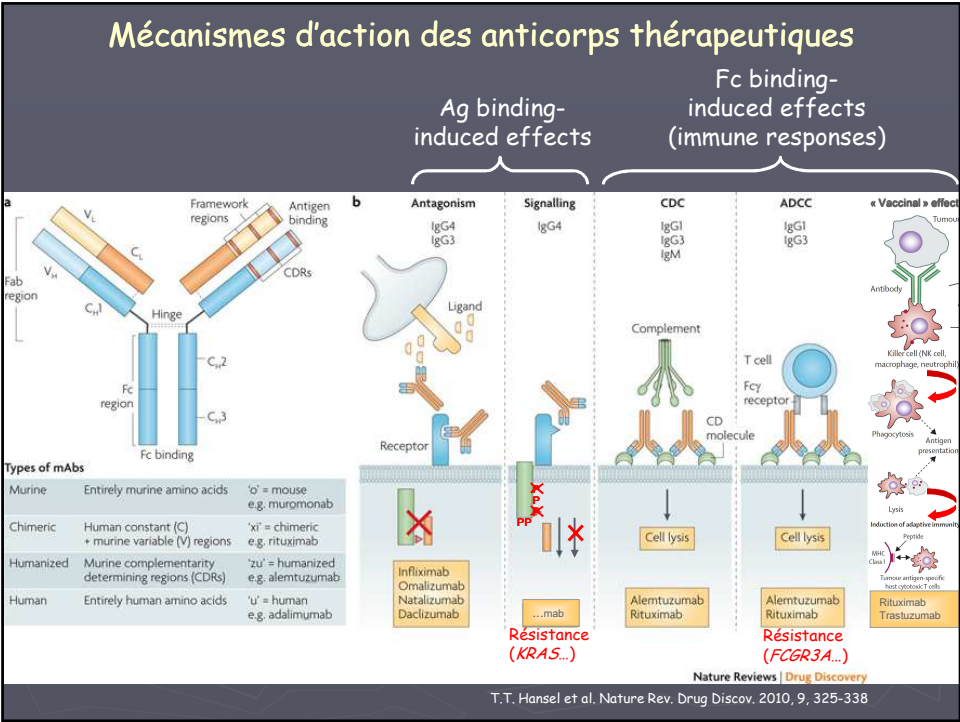 Mécanismes d'action des anticorps thérapeutiques
Ag binding-
induced effects
Fc binding-
induced effects
(immune responses)
a
Framework
regions
Antigen
binding
VL
CL
VH
CH1
CDRs
Fab
region
Hinge
CH2
Fc
region
CH3
Fc binding
Types of mAbs
Murine
Entirely murine amino acids
'o' = mouse
e.g. muromonab
Chimeric
Human constant (C)
+ murine variable (V) regions
'xi' = chimeric
e.g. rituximab
Humanized
Murine complementarity
determining regions (CDRs)
'zu' = humanized
e.g. alemtuzumab
Human
Entirely human amino acids
'u' = human
e.g. adalimumab
b
Antagonism
IgG4
IgG3
Ligand
Receptor
Infliximab
Omalizumab
Natalizumab
Daclizumab
Signalling
IgG4
P
PP
...mab
Résistance
(KRAS...)
CDC
IgG1
IgG3
IgM
Complement
CD
molecule
Cell lysis
Alemtuzumab
Rituximab
ADCC
IgG1
IgG3
T cell
Fcγ
receptor
Cell lysis
Alemtuzumab
Rituximab
Résistance
(FCGR3A...)
« Vaccinal » effect
Tumour
Antibody
Killer cell (NK cell,
macrophage, neutrophil)
Phagocytosis
Antigen
presentation
Lysis
Induction of adaptive immunity
Peptide
MHC
Class I
Tumour antigen-specific
host cytotoxic T cells
Rituximab
Trastuzumab
Nature Reviews | Drug Discovery
T.T. Hansel et al. Nature Rev. Drug Discov. 2010, 9, 325-338